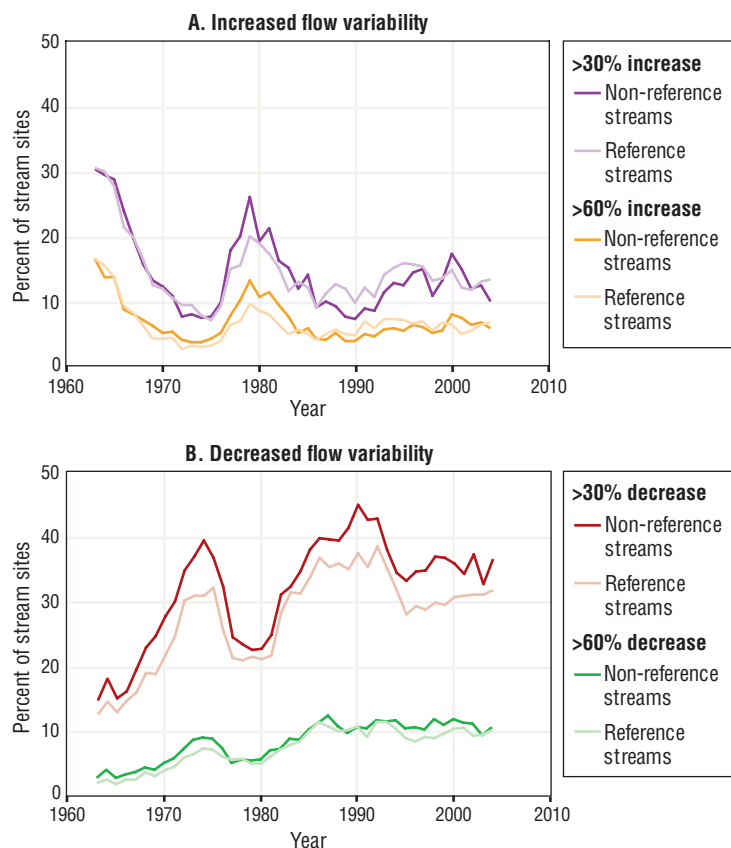 A. Increased flow variability
50
40
30
20
10
0
Percent of stream sites
1960
1970
1980
1990
2000
2010
Year
>30% increase
Non-reference
streams
Reference
streams
>60% increase
Non-reference
streams
Reference
streams
B. Decreased flow variability
50
40
30
20
10
0
Percent of stream sites
1960
1970
1980
1990
2000
2010
Year
>30% decrease
Non-reference
streams
Reference
streams
>60% decrease
Non-reference
streams
Reference
streams